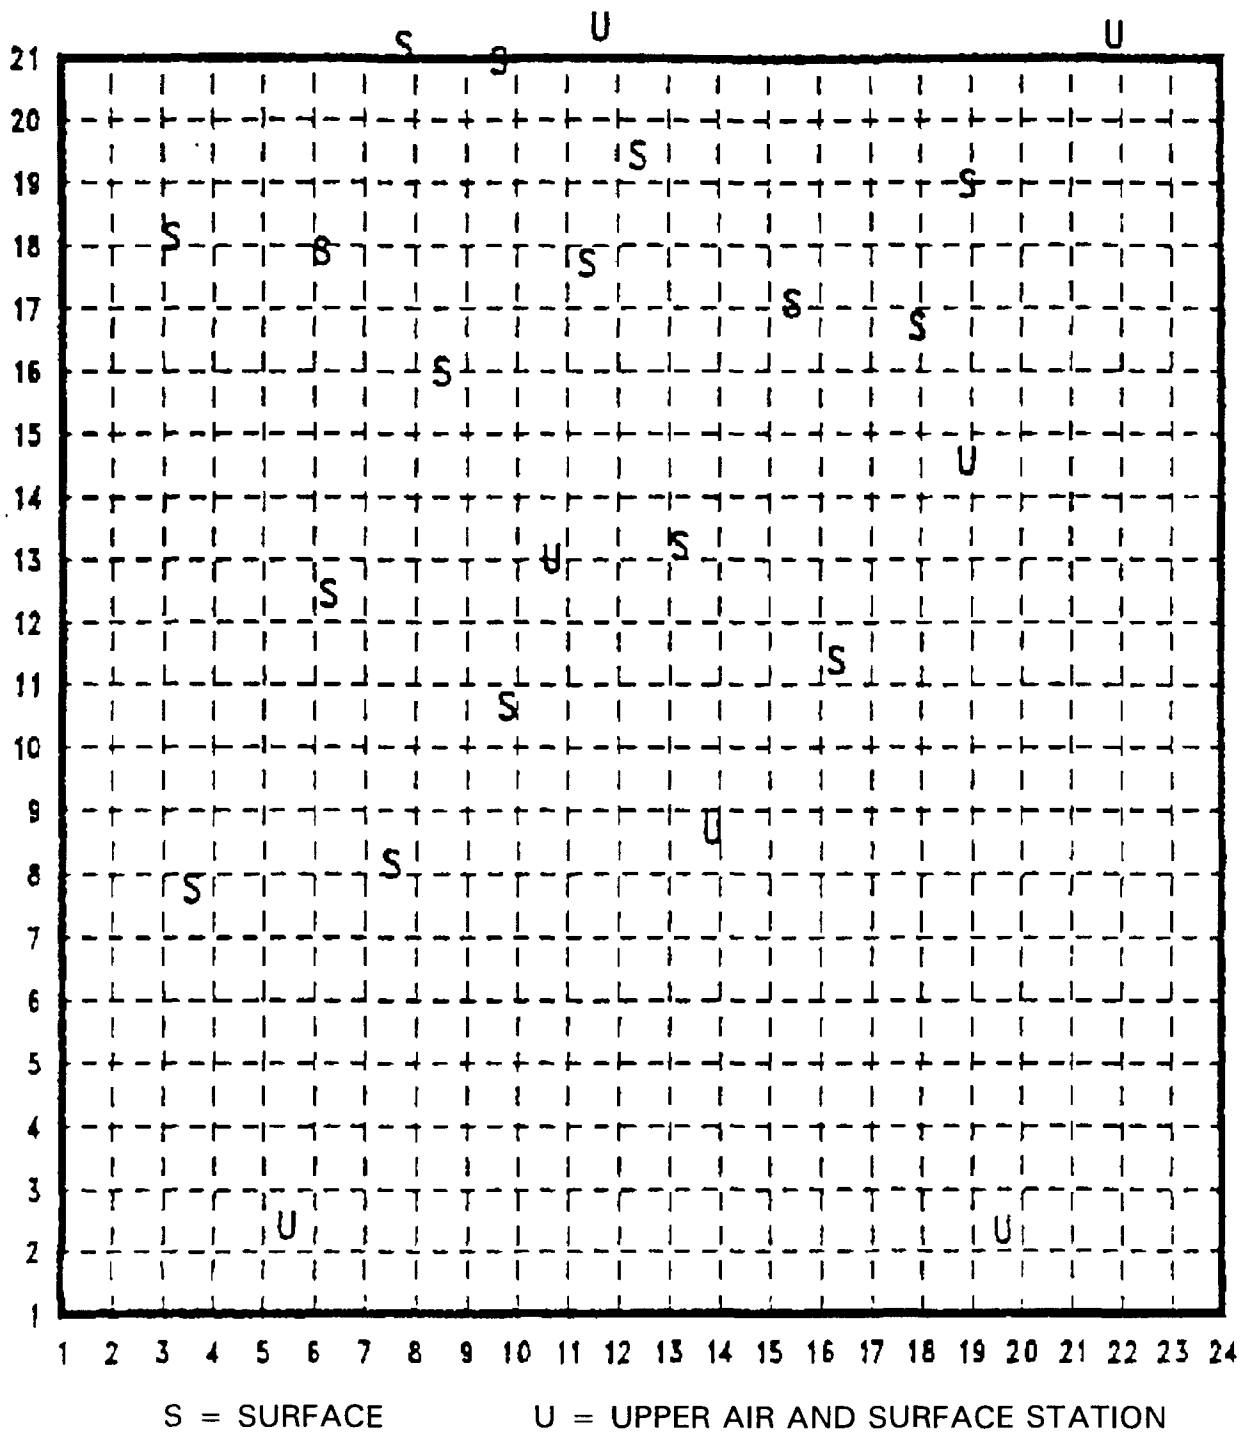 U U
S
21 S
20
S
19 S
S
18 S
S
17 S
S
16 S
15
U
14
S
13 U
S
12
S
11
S
10
9
U
S
8 S
7
6
5
4
3
U U
2
1
1 2 3 4 5 6 7 8 9 10 11 12 13 14 15 16 17 18 19 20 21 22 23 24
S = SURFACE U = UPPER AIR AND SURFACE STATION